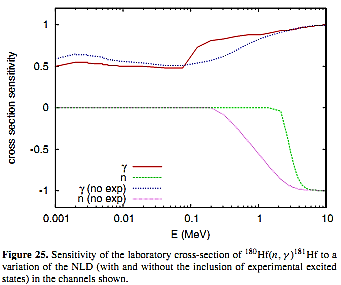 1
0.5
0
-0.5
-1
cross section sensitivity
γ
n
γ (no exp)
n (no exp)
0.001
0.01
0.1
1
10
E (MeV)
Figure 25. Sensitivity of the laboratory cross-section of ¹⁸⁰Hf(n, γ)¹⁸¹Hf to a
variation of the NLD (with and without the inclusion of experimental excited
states) in the channels shown.